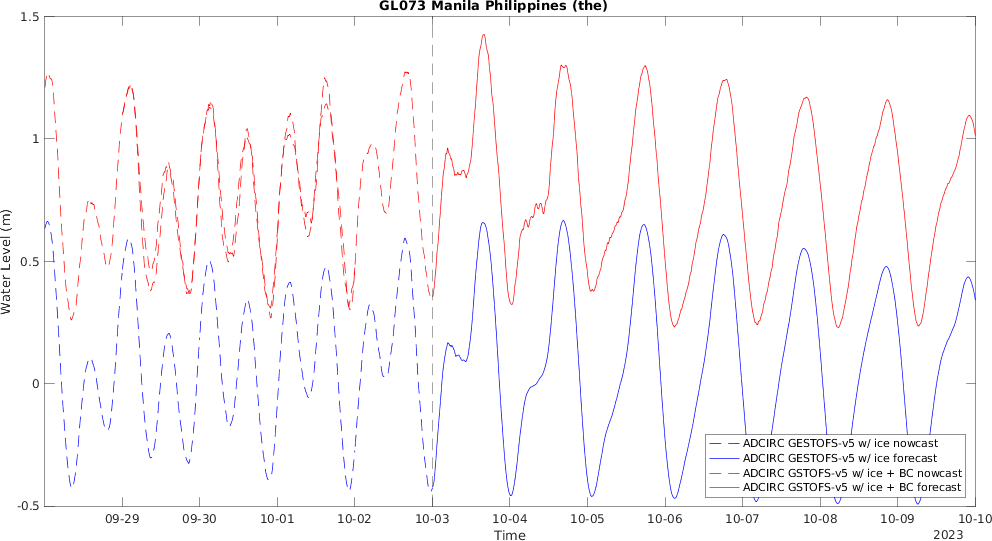 GL073 Manila Philippines (the)
1.5
1
0.5
0
-0.5
Water Level (m)
ADCIRC GESTOFS-v5 w/ ice nowcast
ADCIRC GESTOFS-v5 w/ ice forecast
ADCIRC GSTOFS-v5 w/ ice + BC nowcast
ADCIRC GSTOFS-v5 w/ ice + BC forecast
09-29 09-30 10-01 10-02 10-03 10-04 10-05 10-06 10-07 10-08 10-09 10-10
Time
2023